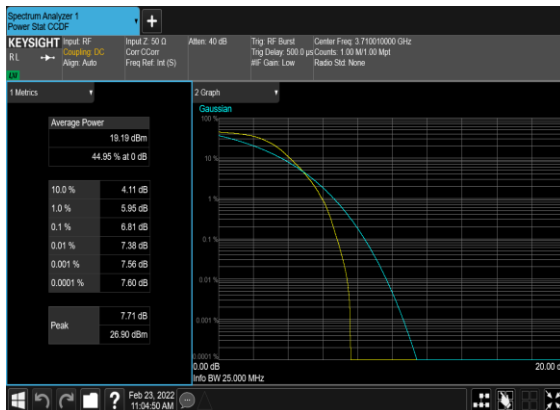 Spectrum Analyzer 1
Power Stat CCDF
KEYSIGHT
RL
Input: RF
Coupling: DC
Align: Auto
Input Z: 50 Ω
Corr CCorr
Freq Ref: Int (S)
Atten: 40 dB
Trig: RF Burst
Trig Delay: 500.0 µs
#IF Gain: Low
Center Freq: 3.710010000 GHz
Counts: 1.00 M/1.00 Mpt
Radio Std: None
1 Metrics
Average Power
19.19 dBm
44.95 % at 0 dB
10.0 % 4.11 dB
1.0 % 5.95 dB
0.1 % 6.81 dB
0.01 % 7.38 dB
0.001 % 7.56 dB
0.0001 % 7.60 dB
Peak
7.71 dB
26.90 dBm
2 Graph
Gaussian
100 %
10 %
1 %
0.1 %
0.01 %
0.001 %
0.0001 %
0.00 dB
20.00 d
Info BW 25.000 MHz
?
Feb 23, 2022
11:04:50 AM